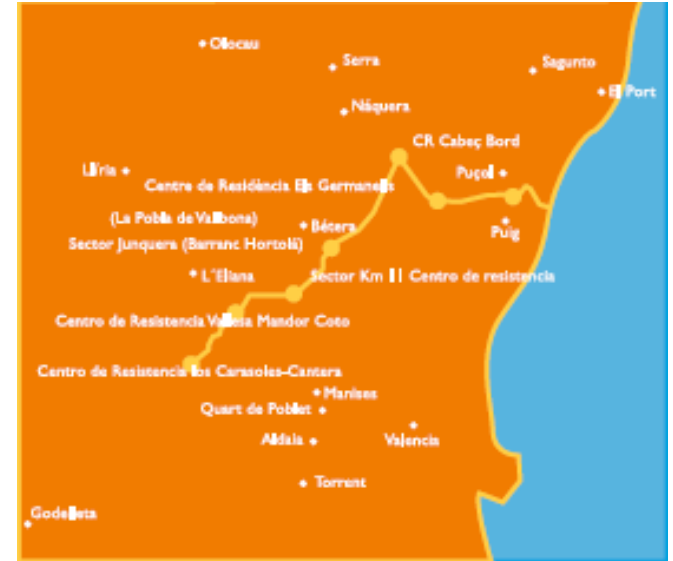 Olocau
Serra
Sagunto
El Port
Náquera
CR Cabeç Bord
Llíria
Puçol
Centre de Residència Els Germanells
(La Pobla de Vallbona)
Bétera
Puig
Sector Junquera (Barranc Hortolà)
L´Eliana
Sector Km 11 Centro de resistencia
Centro de Resistencia Vallesa Mandor Coto
Centro de Resistencia los Carasoles-Cantera
Manises
Quart de Poblet
Aldaia
Valencia
Torrent
Godelleta